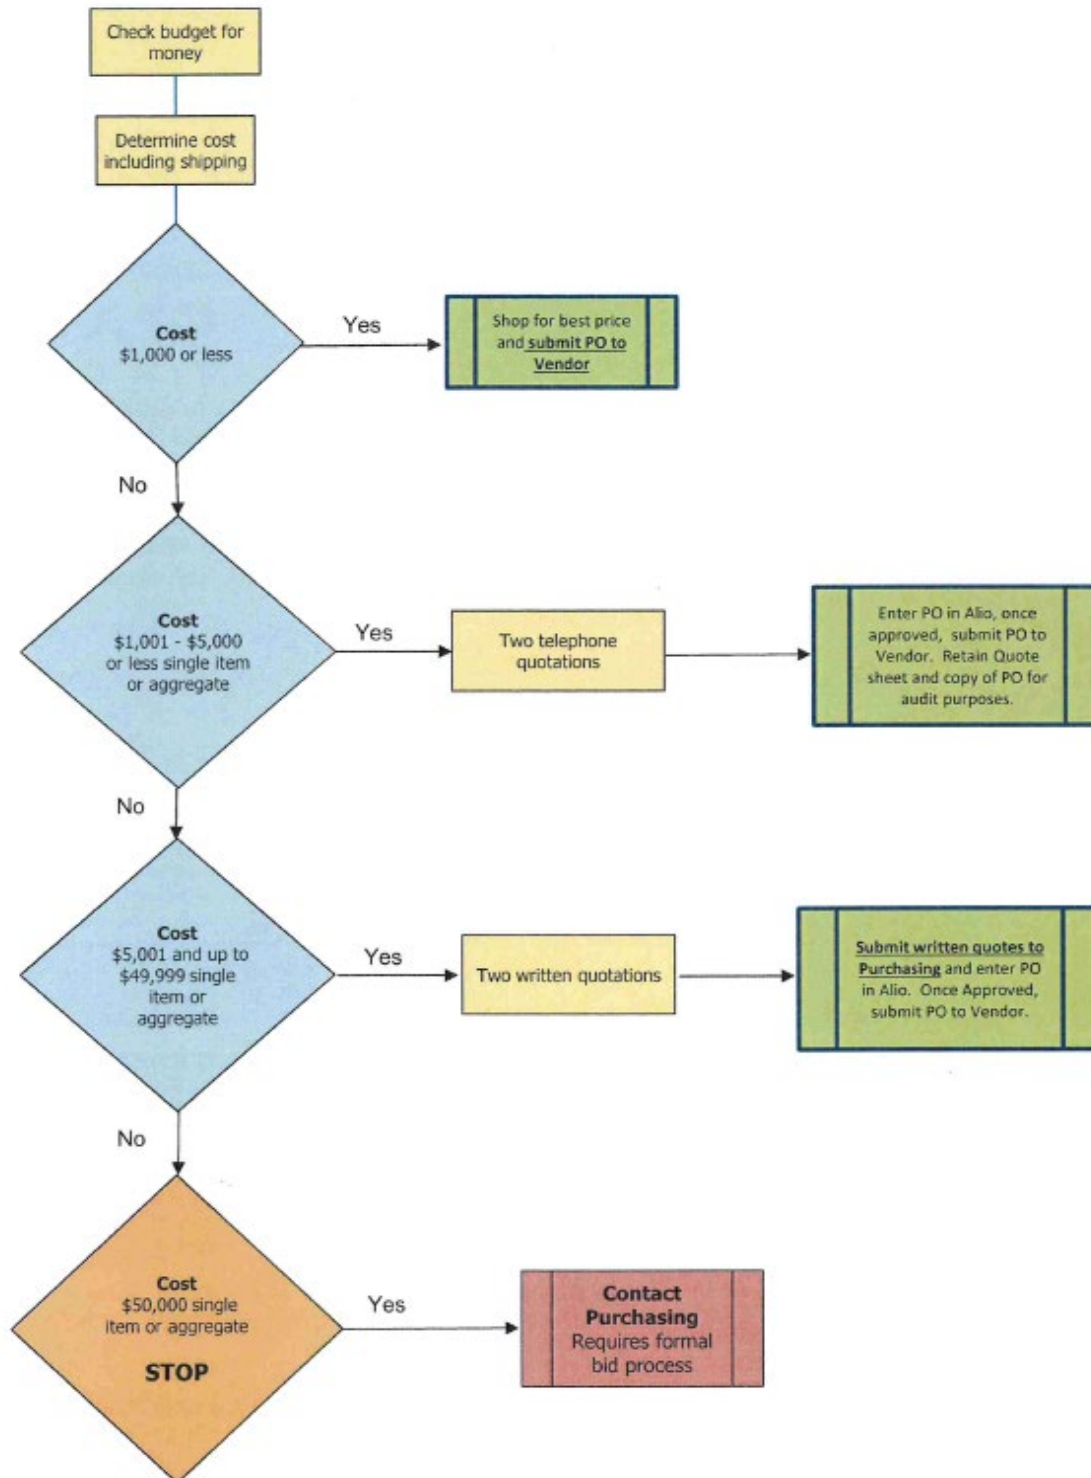 Check budget for
money
Determine cost
including shipping
Cost
$1,000 or less
Yes
Shop for best price
and submit PO to
Vendor
No
Cost
$1,001 - $5,000
or less single item
or aggregate
Yes
Two telephone
quotations
Enter PO in Alio, once
approved, submit PO to
Vendor. Retain Quote
sheet and copy of PO for
audit purposes.
No
Cost
$5,001 and up to
$49,999 single
item or
aggregate
Yes
Two written quotations
Submit written quotes to
Purchasing and enter PO
in Alio. Once Approved,
submit PO to Vendor.
No
Cost
$50,000 single
item or aggregate
STOP
Yes
Contact
Purchasing
Requires formal
bid process